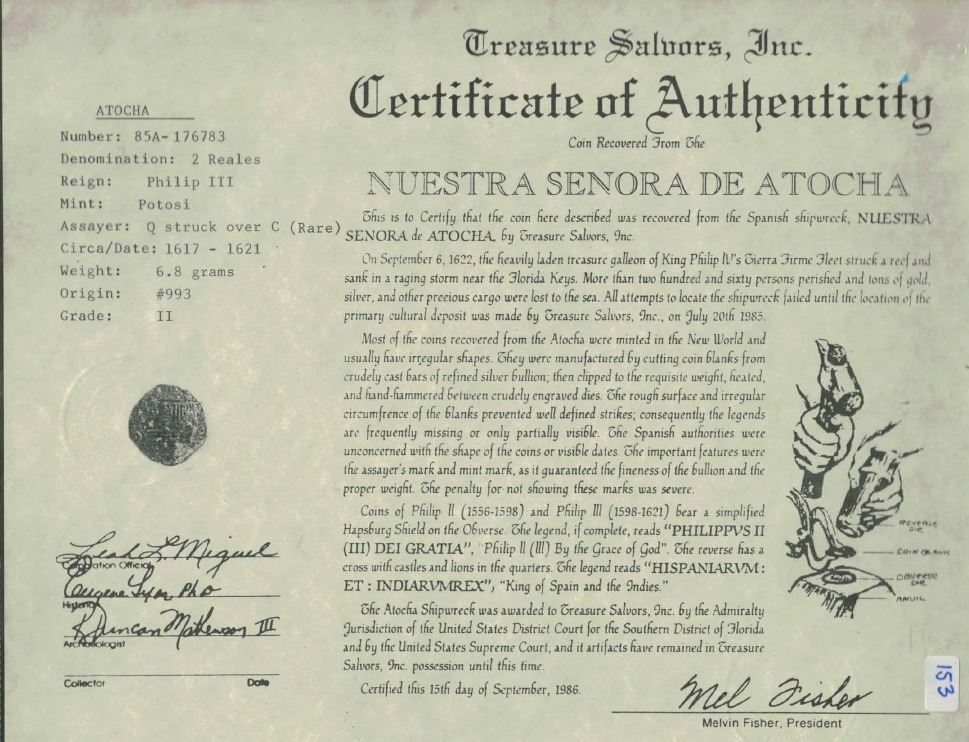 Treasure Salvors, Inc.
Certificate of Authenticity
Coin Recovered From The
NUESTRA SENORA DE ATOCHA
ATOCHA
Number: 85A-176783
Denomination: 2 Reales
Reign: Philip III
Mint: Potosi
Assayer: Q struck over C (Rare)
Circa/Date: 1617 - 1621
Weight: 6.8 grams
Origin: #993
Grade: II
This is to Certify that the coin here described was recovered from the Spanish shipwreck, NUESTRA
SENORA de ATOCHA, by Treasure Salvors, Inc.
On September 6, 1622, the heavily laden treasure galleon of King Philip IV's Tierra Firme Fleet struck a reef and
sank in a raging storm near the Florida Keys. More than two hundred and sixty persons perished and tons of gold,
silver, and other precious cargo were lost to the sea. All attempts to locate the shipwreck failed until the location of the
primary cultural deposit was made by Treasure Salvors, Inc., on July 20th 1985.
Most of the coins recovered from the Atocha were minted in the New World and
usually have irregular shapes. They were manufactured by cutting coin blanks from
crudely cast bars of refined silver bullion; then clipped to the requisite weight, heated,
and hand-hammered between crudely engraved dies. The rough surface and irregular
circumfrence of the blanks prevented well defined strikes; consequently the legends
are frequently missing or only partially visible. The Spanish authorities were
unconcerned with the shape of the coins or visible dates. The important features were
the assayer's mark and mint mark, as it guaranteed the fineness of the bullion and the
proper weight. The penalty for not showing these marks was severe.
Coins of Philip II (1556-1598) and Philip III (1598-1621) bear a simplified
Hapsburg Shield on the Obverse. The legend, if complete, reads "PHILIPPVS II
(III) DEI GRATIA", "Philip II (III) By the Grace of God". The reverse has a
cross with castles and lions in the quarters. The legend reads "HISPANIARVM :
ET : INDIARVMREX", "King of Spain and the Indies."
The Atocha Shipwreck was awarded to Treasure Salvors, Inc. by the Admiralty
Jurisdiction of the United States District Court for the Southern District of Florida
and by the United States Supreme Court, and it artifacts have remained in Treasure
Salvors, Inc. possession until this time.
Certified this 15th day of September, 1986.
REVERSE
DIE
COIN BLANK
OBVERSE
DIE
ANVIL
Leah L. Miguel
Corporation Official
Eugene Lyon PhD
Historian
R. Duncan Mathewson III
Archaeologist
Collector Date
Mel Fisher
Melvin Fisher, President
153